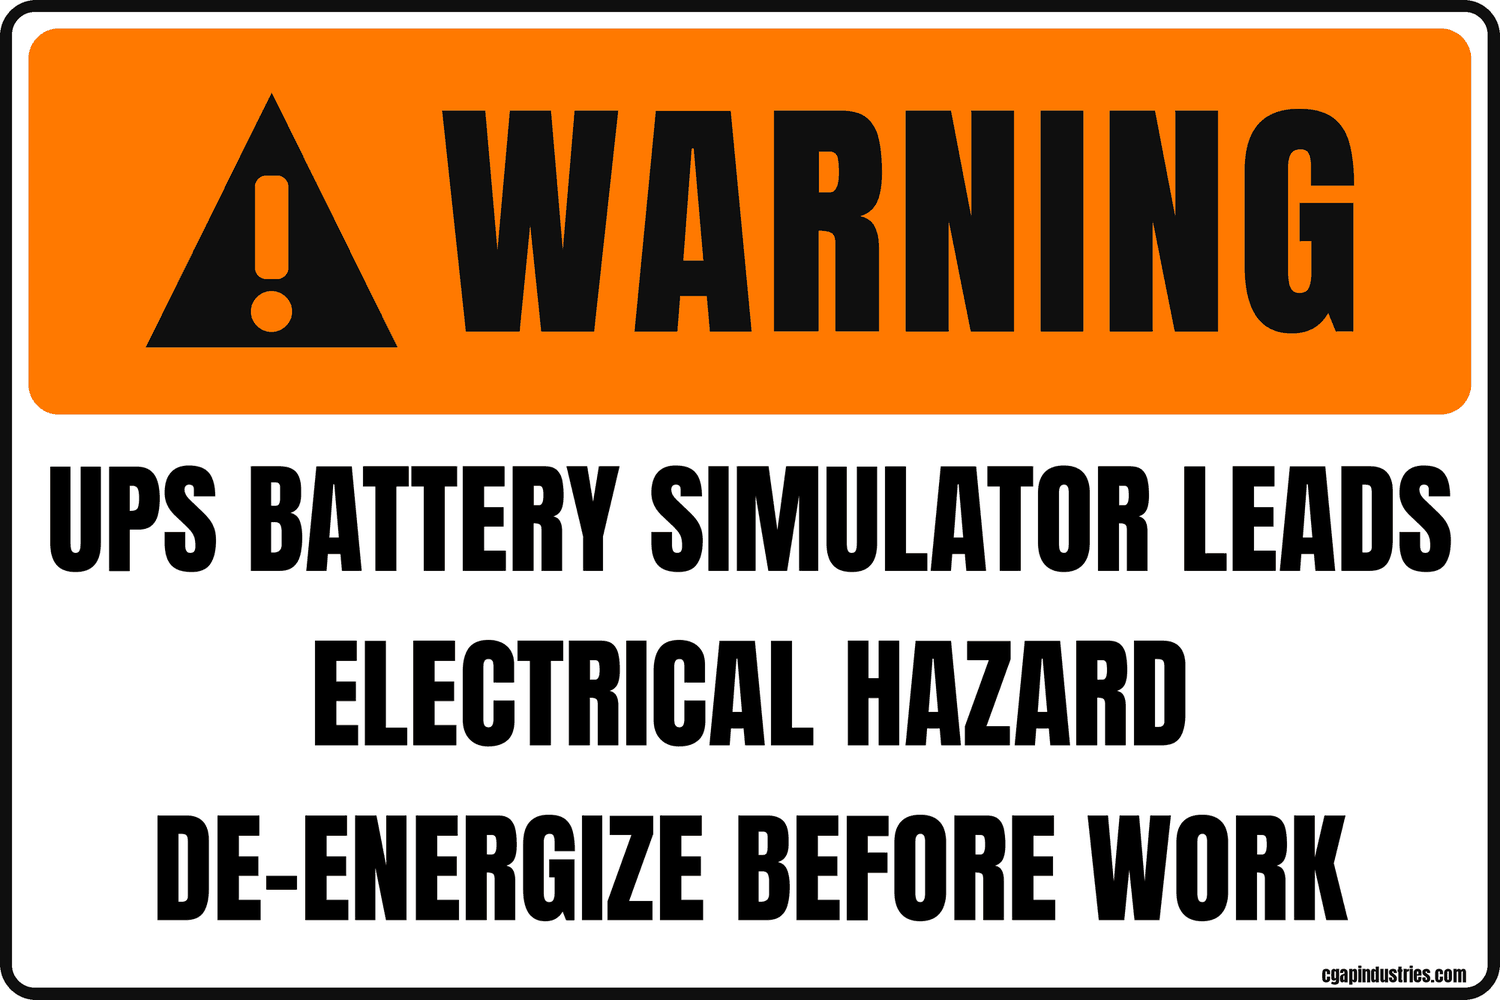 WARNING
UPS BATTERY SIMULATOR LEADS
ELECTRICAL HAZARD
DE-ENERGIZE BEFORE WORK
cgapindustries.com